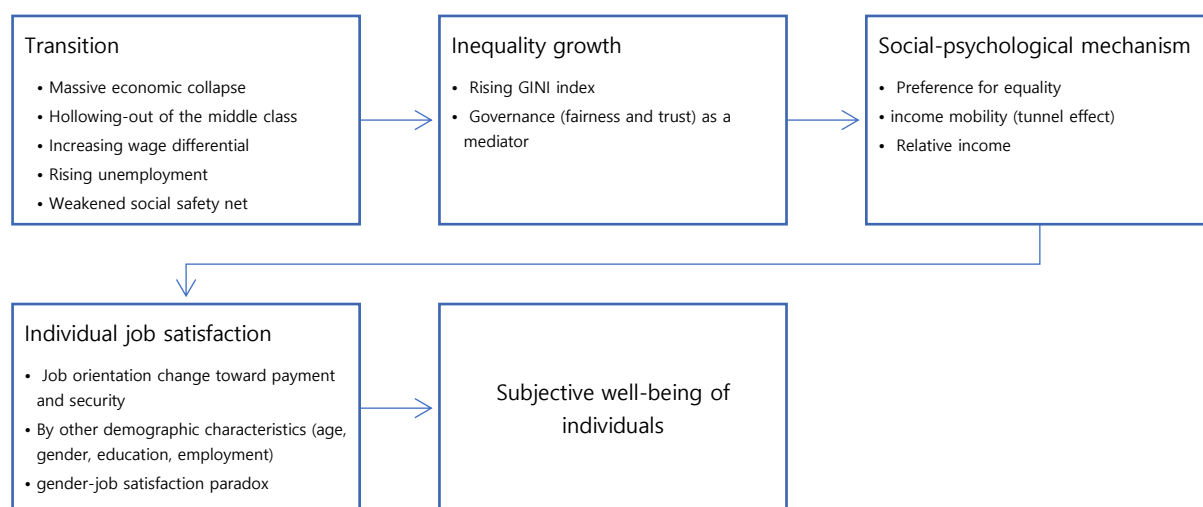 Transition
• Massive economic collapse
• Hollowing-out of the middle class
• Increasing wage differential
• Rising unemployment
• Weakened social safety net
Inequality growth
• Rising GINI index
• Governance (fairness and trust) as a
mediator
Social-psychological mechanism
• Preference for equality
• income mobility (tunnel effect)
• Relative income
Individual job satisfaction
• Job orientation change toward payment
and security
• By other demographic characteristics (age,
gender, education, employment)
• gender-job satisfaction paradox
Subjective well-being of
individuals